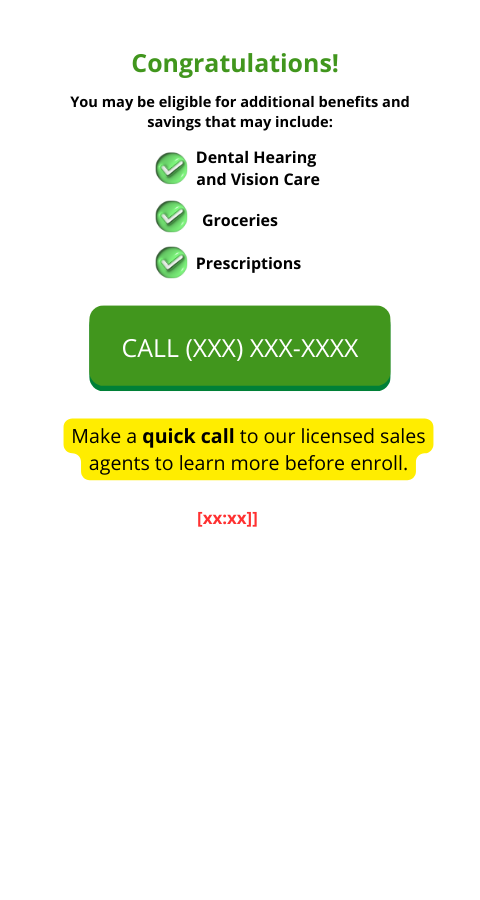 Congratulations!
You may be eligible for additional benefits and
savings that may include:
Dental Hearing
and Vision Care
Groceries
Prescriptions
CALL (XXX) XXX-XXXX
Make a quick call to our licensed sales
agents to learn more before enroll.
[xx:xx]]